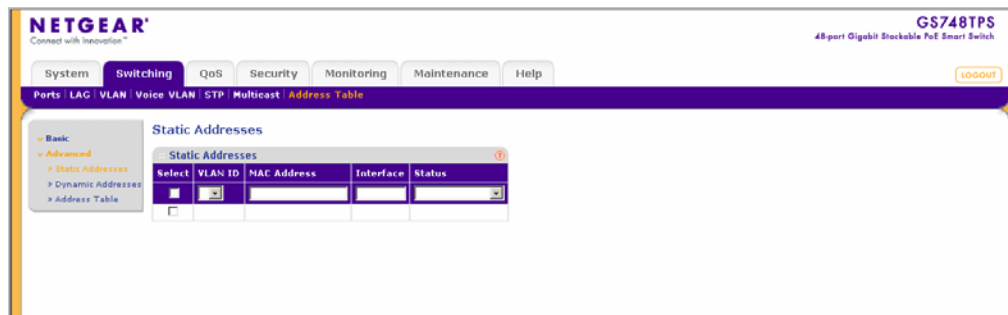 NETGEAR
Connect with Innovation™
GS748TPS
48-port Gigabit Stackable PoE Smart Switch
System Switching QoS Security Monitoring Maintenance Help
LOGOUT
Ports LAG VLAN Voice VLAN STP Multicast Address Table
Basic
Advanced
Static Addresses
Dynamic Addresses
Address Table
Static Addresses
Static Addresses
Select VLAN ID MAC Address Interface Status